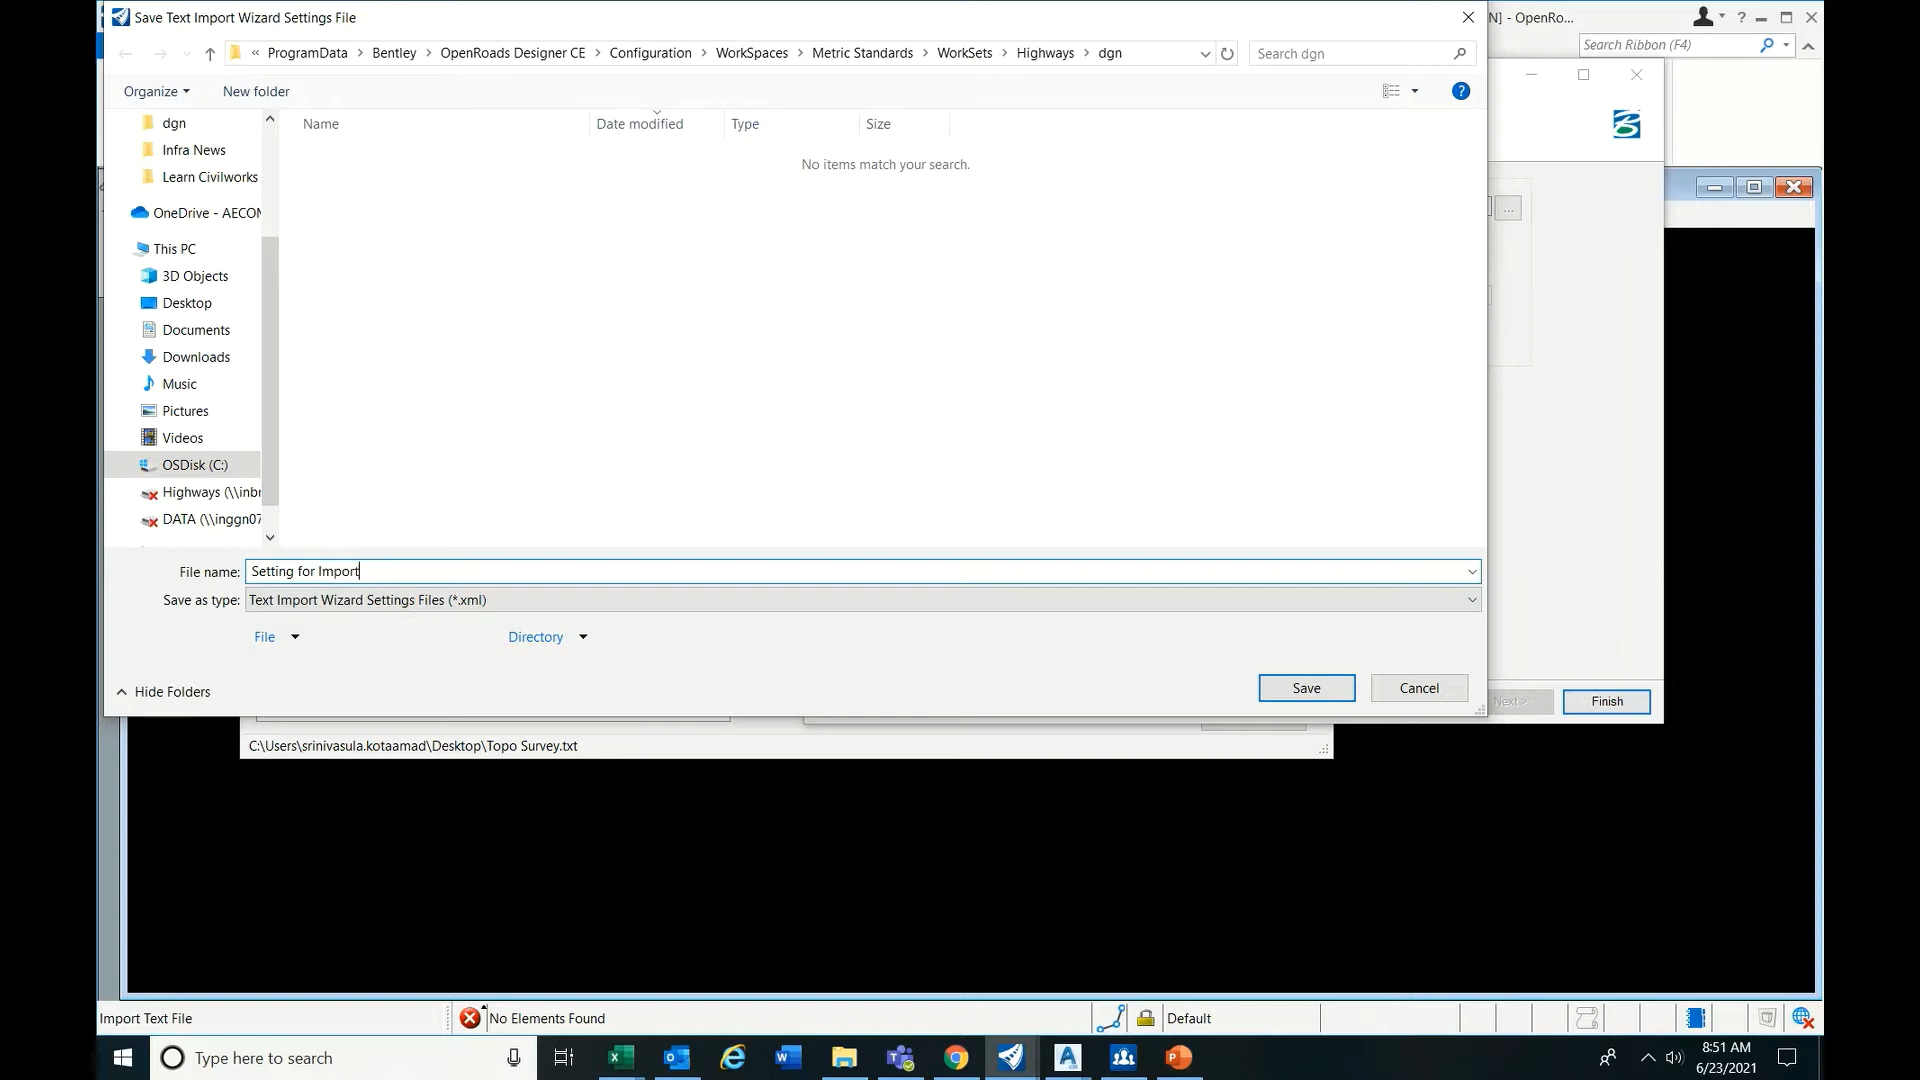 Save Text Import Wizard Settings File
N] - OpenRo...
Search Ribbon (F4)
« ProgramData > Bentley > OpenRoads Designer CE > Configuration > WorkSpaces > Metric Standards > WorkSets > Highways > dgn
Search dgn
Organize
New folder
Name
Date modified
Type
Size
No items match your search.
dgn
Infra News
Learn Civilworks
OneDrive - AECOM
This PC
3D Objects
Desktop
Documents
Downloads
Music
Pictures
Videos
OSDisk (C:)
Highways (\\inbr
DATA (\\inggn07
...
File name: Setting for Import
Save as type: Text Import Wizard Settings Files (*.xml)
File
Directory
Hide Folders
Save
Cancel
Next >
Finish
C:\Users\srinivasula.kotaamad\Desktop\Topo Survey.txt
Import Text File
No Elements Found
Default
Type here to search
8:51 AM
6/23/2021